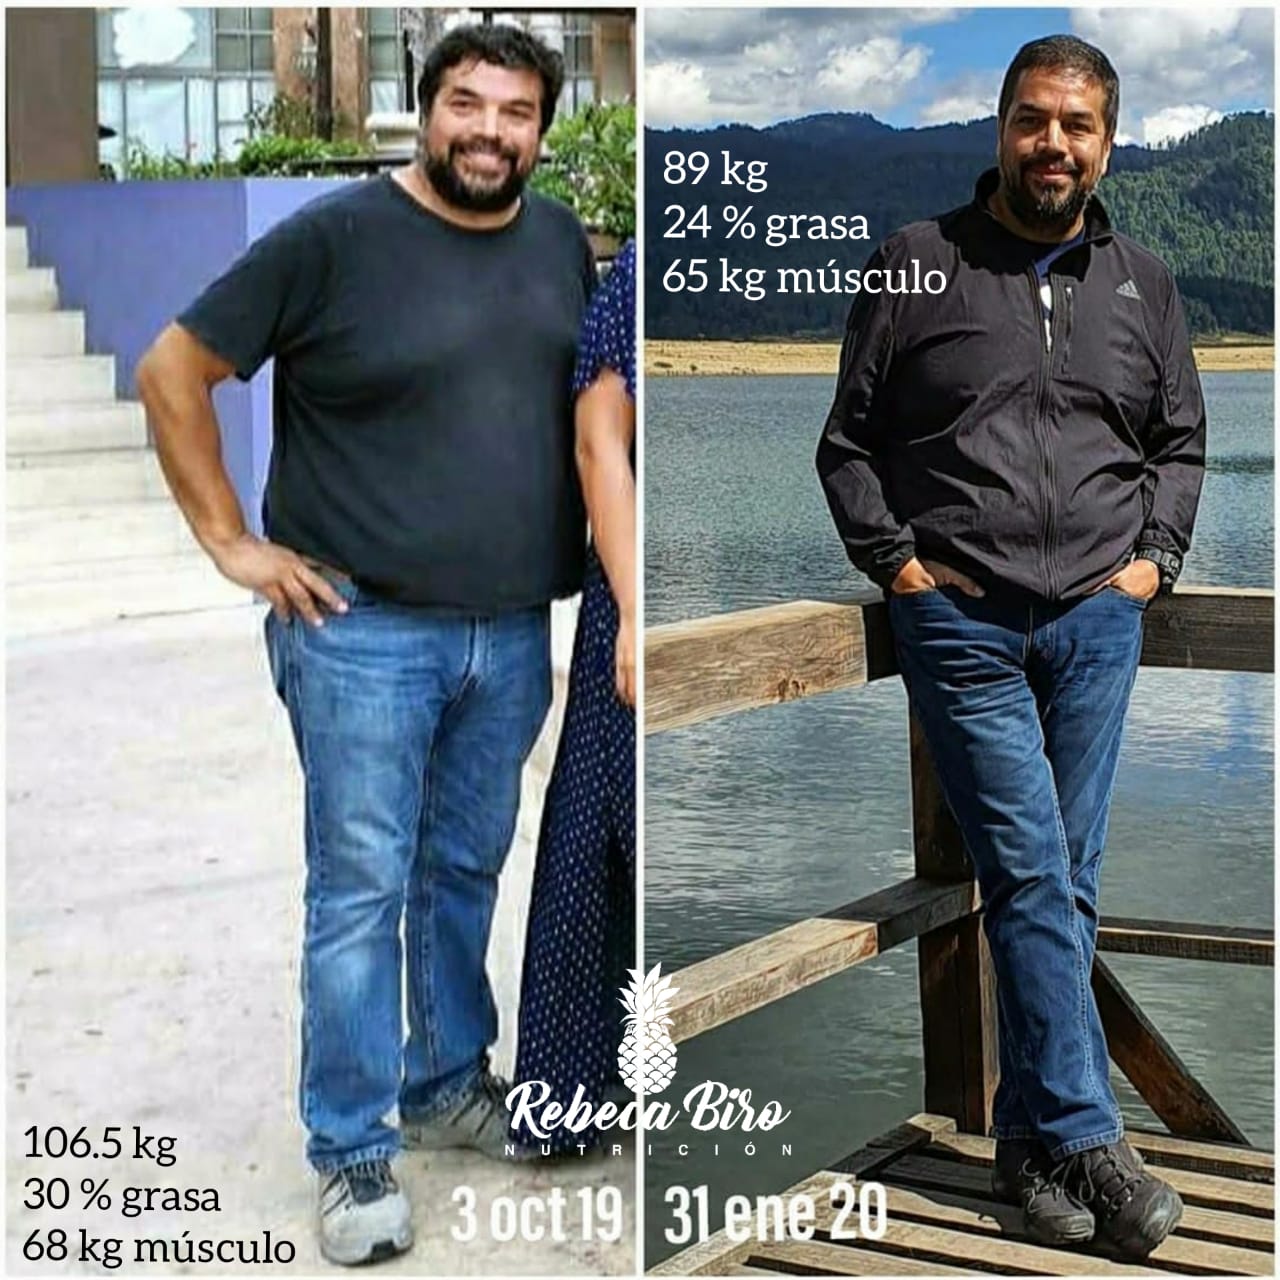 89 kg
24 % grasa
65 kg músculo
106.5 kg
30 % grasa
68 kg músculo
Rebeca Biro
NUTRICIÓN
3 oct 19
31 ene 20
adidas